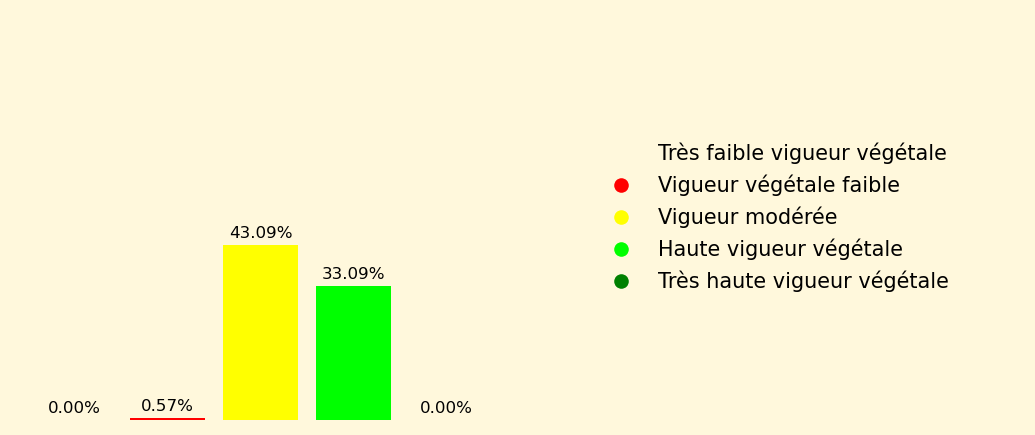 43.09%
33.09%
0.00%
0.57%
0.00%
Très faible vigueur végétale
Vigueur végétale faible
Vigueur modérée
Haute vigueur végétale
Très haute vigueur végétale